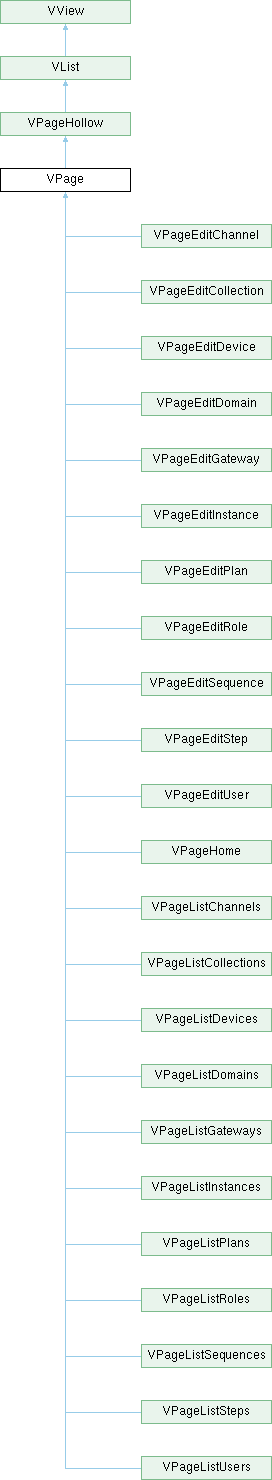 VView
VList
VPageHollow
VPage
VPageEditChannel
VPageEditCollection
VPageEditDevice
VPageEditDomain
VPageEditGateway
VPageEditInstance
VPageEditPlan
VPageEditRole
VPageEditSequence
VPageEditStep
VPageEditUser
VPageHome
VPageListChannels
VPageListCollections
VPageListDevices
VPageListDomains
VPageListGateways
VPageListInstances
VPageListPlans
VPageListRoles
VPageListSequences
VPageListSteps
VPageListUsers